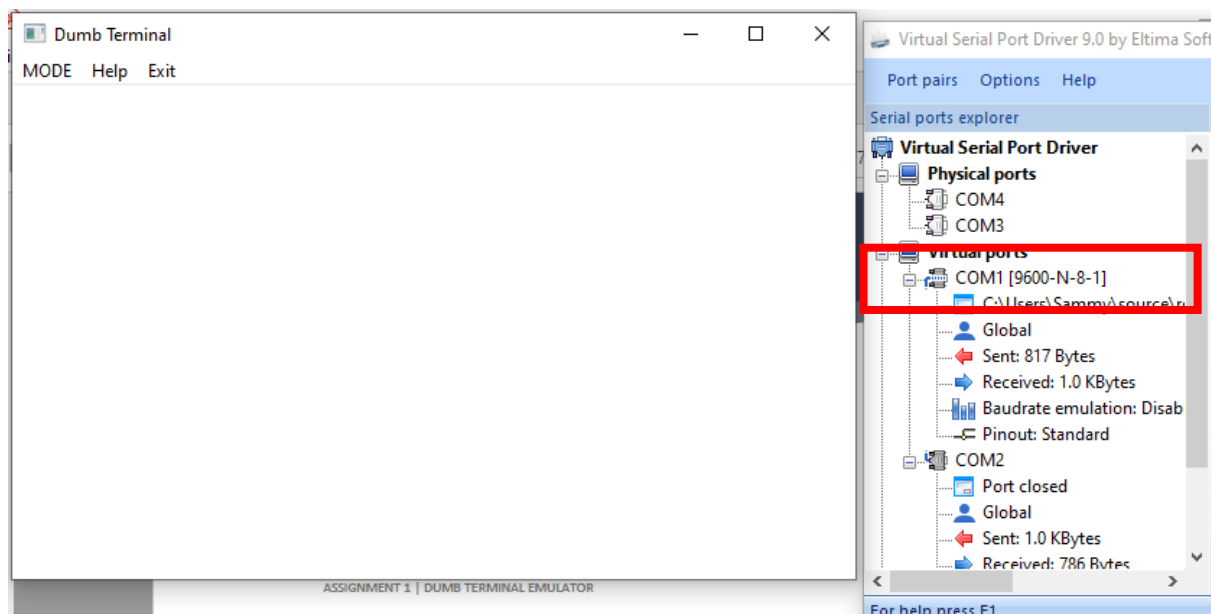 Dumb Terminal
MODE Help Exit
ASSIGNMENT 1 | DUMB TERMINAL EMULATOR
Virtual Serial Port Driver 9.0 by Eltima Soft
Port pairs Options Help
Serial ports explorer
Virtual Serial Port Driver
Physical ports
COM4
COM3
Virtual ports
COM1 [9600-N-8-1]
C:\Users\Sammy\source\r
Global
Sent: 817 Bytes
Received: 1.0 KBytes
Baudrate emulation: Disab
Pinout: Standard
COM2
Port closed
Global
Sent: 1.0 KBytes
Received: 786 Bytes
For help press F1